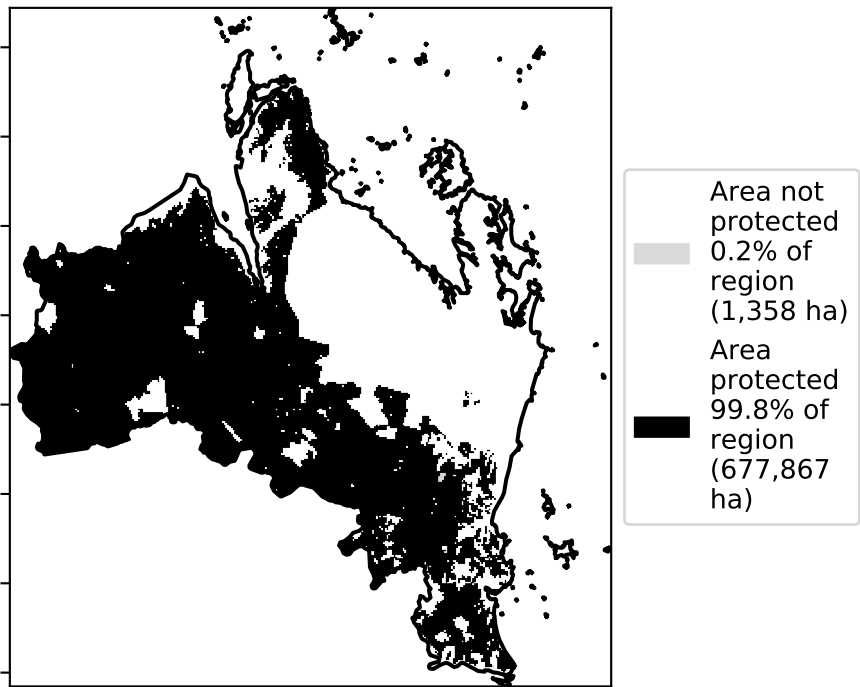 Area not
protected
0.2% of
region
(1,358 ha)
Area
protected
99.8% of
region
(677,867
ha)